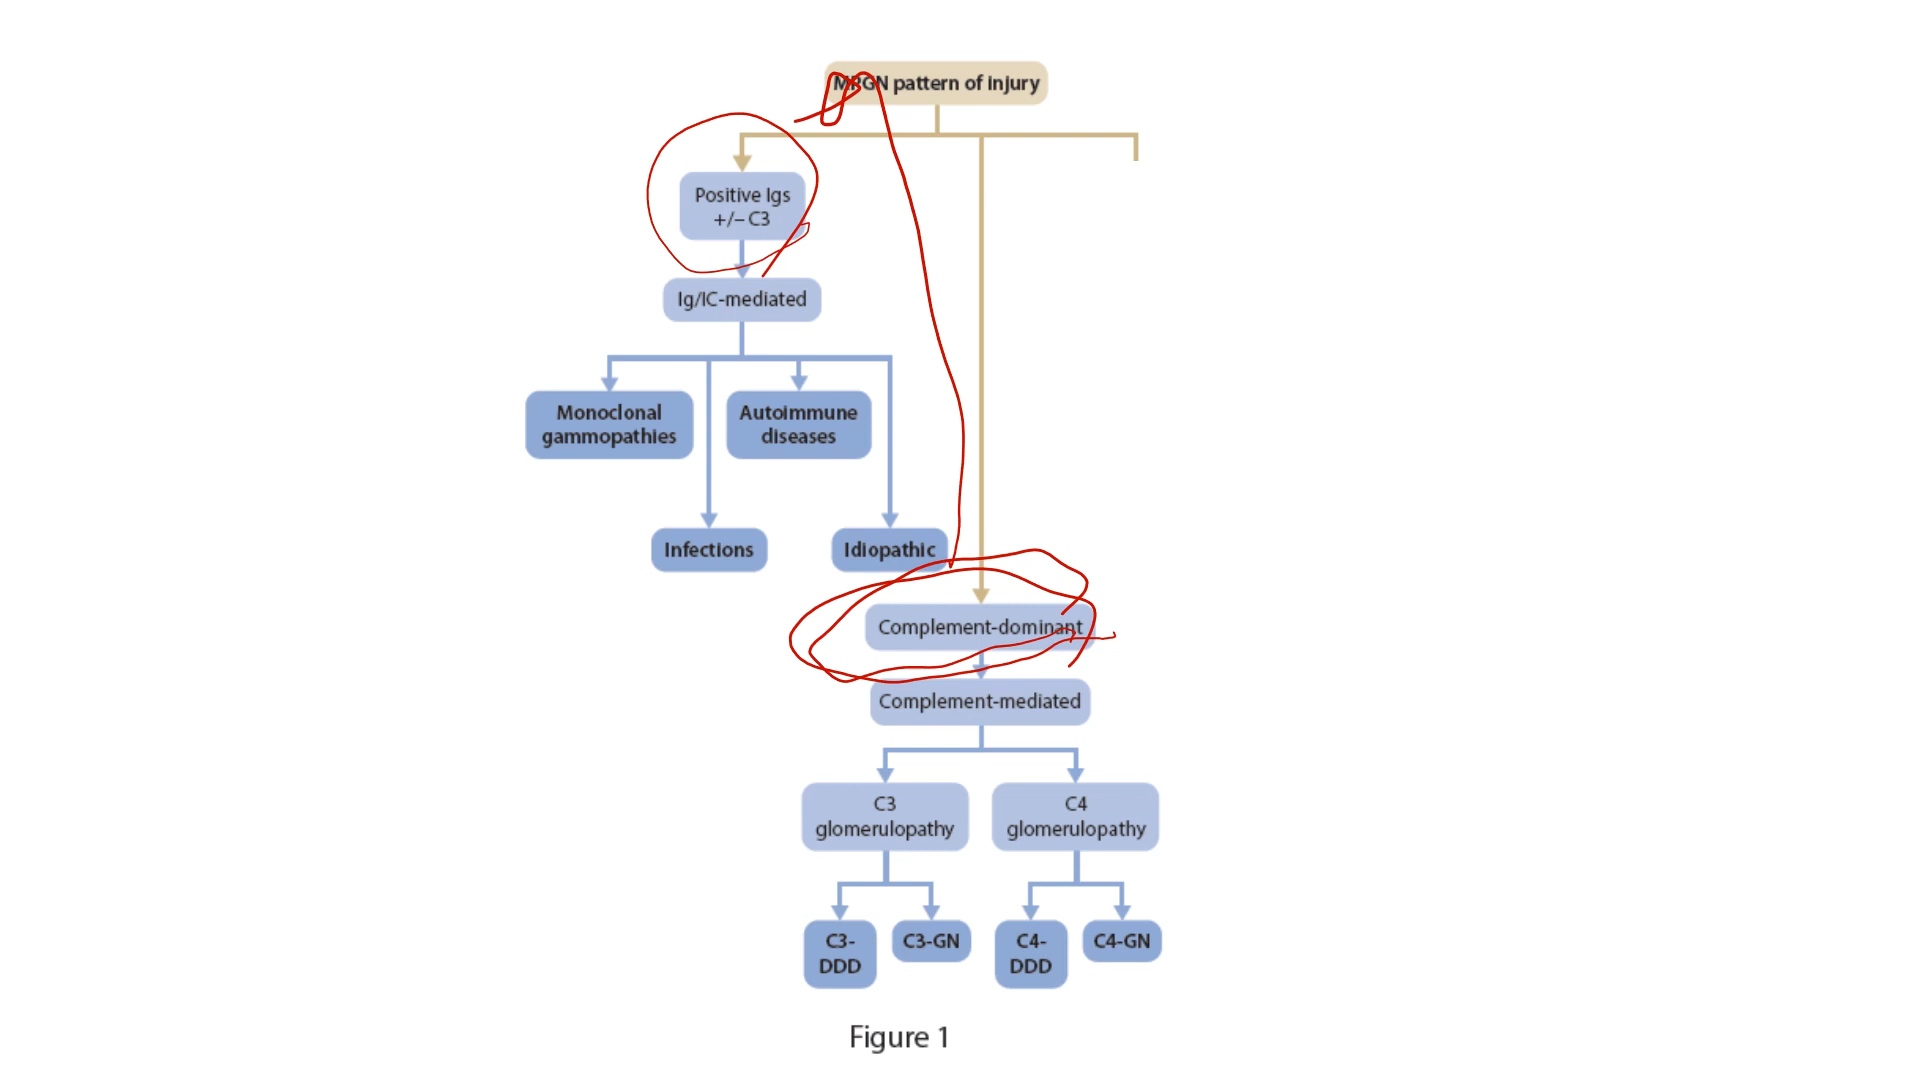 MPGN pattern of injury
Positive Igs
+/– C3
Ig/IC-mediated
Monoclonal
gammopathies
Autoimmune
diseases
Infections
Idiopathic
Complement-dominant
Complement-mediated
C3
glomerulopathy
C4
glomerulopathy
C3-
DDD
C3-GN
C4-
DDD
C4-GN
Figure 1